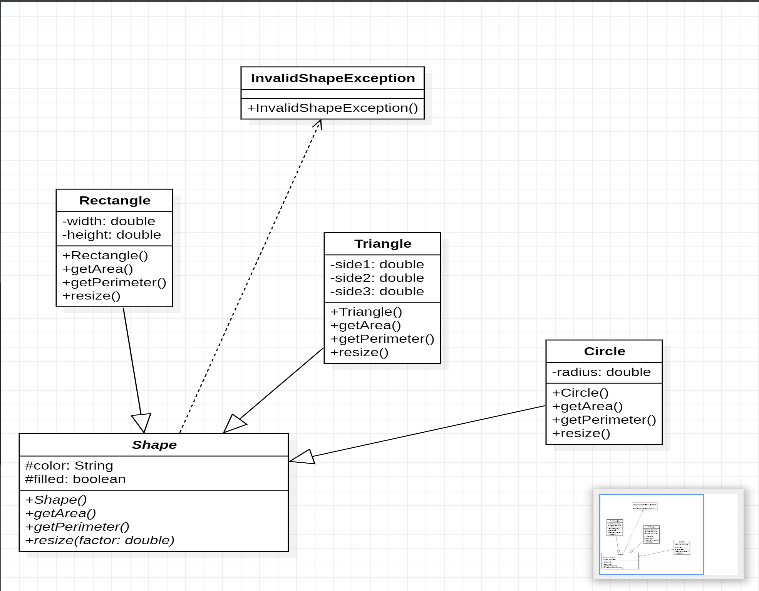 InvalidShapeException
+InvalidShapeException()
Rectangle
-width: double
-height: double
+Rectangle()
+getArea()
+getPerimeter()
+resize()
Triangle
-side1: double
-side2: double
-side3: double
+Triangle()
+getArea()
+getPerimeter()
+resize()
Circle
-radius: double
+Circle()
+getArea()
+getPerimeter()
+resize()
Shape
#color: String
#filled: boolean
+Shape()
+getArea()
+getPerimeter()
+resize(factor: double)